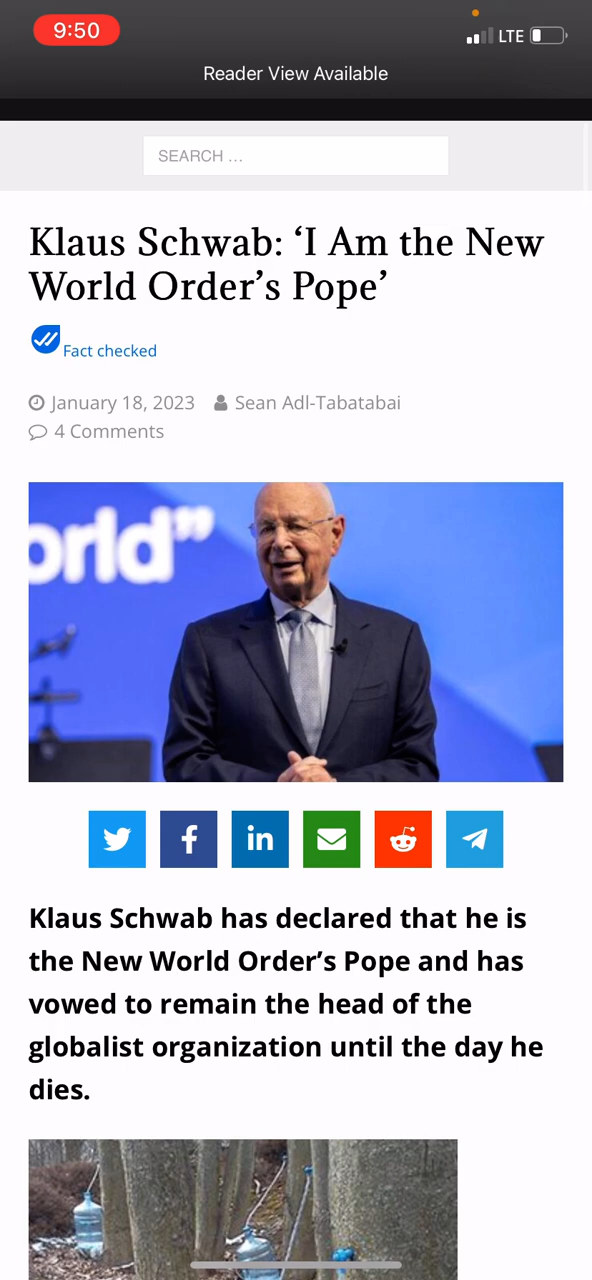 9:50
LTE
Reader View Available
SEARCH ...
Klaus Schwab: ‘I Am the New
World Order’s Pope’
Fact checked
January 18, 2023 Sean Adl-Tabatabai
4 Comments
orld”
in
Klaus Schwab has declared that he is
the New World Order’s Pope and has
vowed to remain the head of the
globalist organization until the day he
dies.